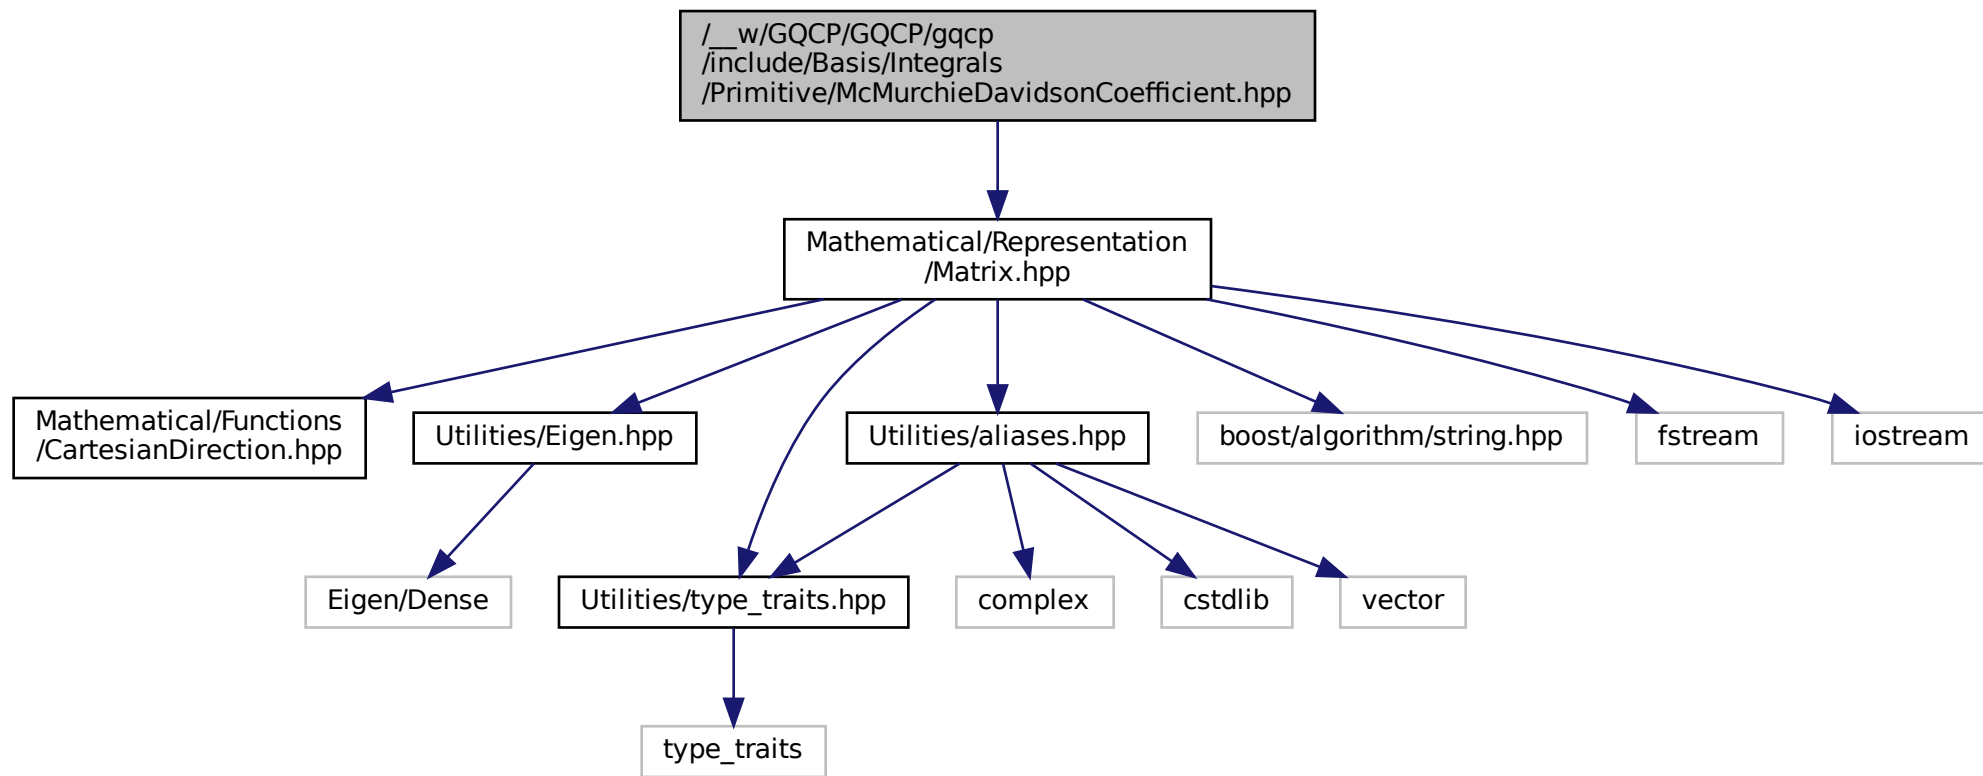 /__w/GQCP/GQCP/gqcp
/include/Basis/Integrals
/Primitive/McMurchieDavidsonCoefficient.hpp
Mathematical/Representation
/Matrix.hpp
Mathematical/Functions
/CartesianDirection.hpp
Utilities/Eigen.hpp
Utilities/aliases.hpp
boost/algorithm/string.hpp
fstream
iostream
Eigen/Dense
Utilities/type_traits.hpp
complex
cstdlib
vector
type_traits